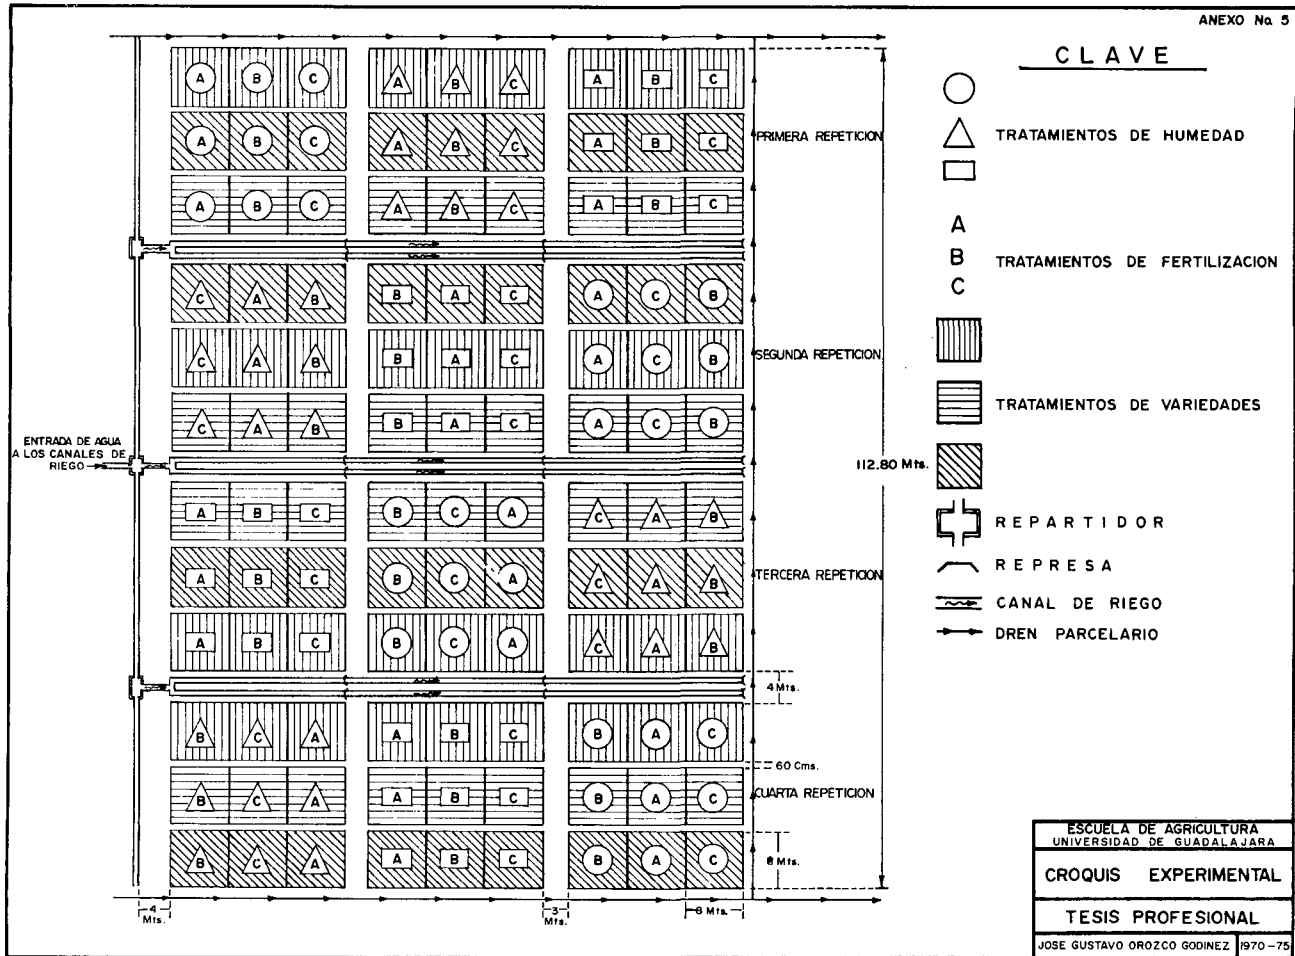 ANEXO No. 5
CLAVE
TRATAMIENTOS DE HUMEDAD
A
B
C
TRATAMIENTOS DE FERTILIZACION
TRATAMIENTOS DE VARIEDADES
REPARTIDOR
REPRESA
CANAL DE RIEGO
DREN PARCELARIO
A B C A B C A B C
A B C A B C A B C
PRIMERA REPETICION
A B C A B C A B C
C A B B A C A C B
C A B B A C A C B
SEGUNDA REPETICION
C A B B A C A C B
ENTRADA DE AGUA
A LOS CANALES DE
RIEGO
112.80 Mts.
A B C B C A C A B
A B C B C A C A B
TERCERA REPETICION
A B C B C A C A B
4 Mts.
B C A A B C B A C
60 Cms.
B C A A B C B A C
CUARTA REPETICION
B C A A B C B A C
8 Mts.
4
Mts.
3
Mts.
8 Mts.
ESCUELA DE AGRICULTURA
UNIVERSIDAD DE GUADALAJARA
CROQUIS EXPERIMENTAL
TESIS PROFESIONAL
JOSE GUSTAVO OROZCO GODINEZ 1970-75